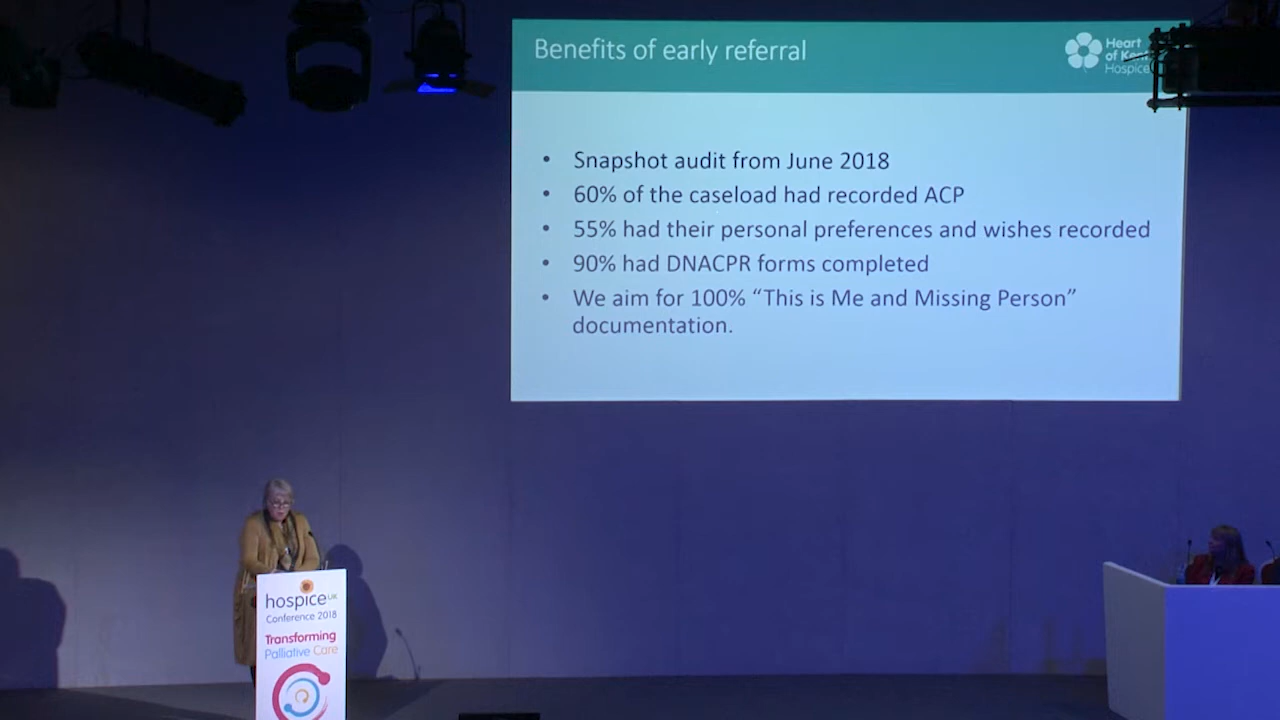 Benefits of early referral
Heart
of Kent
Hospice
• Snapshot audit from June 2018
• 60% of the caseload had recorded ACP
• 55% had their personal preferences and wishes recorded
• 90% had DNACPR forms completed
• We aim for 100% “This is Me and Missing Person”
documentation.
hospice UK
Conference 2018
Transforming
Palliative Care